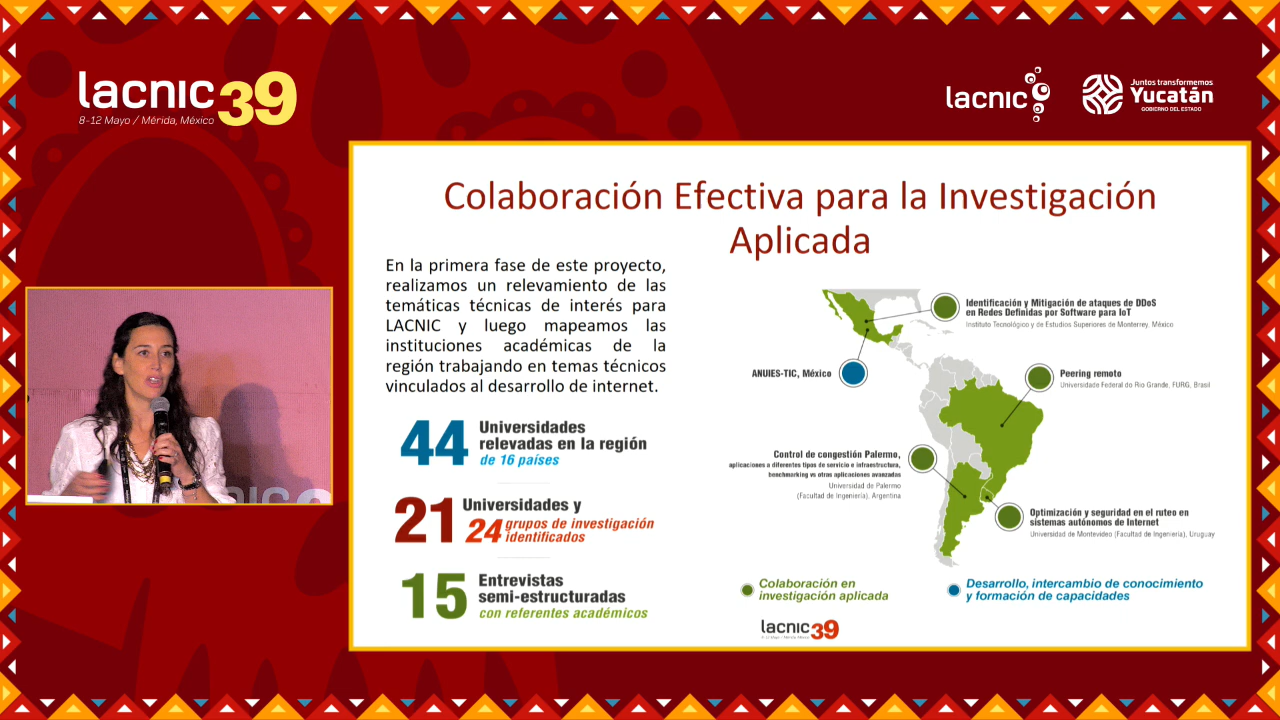 lacnic39
8-12 Mayo / Mérida, México
lacnic
Juntos transformemos
Yucatán
GOBIERNO DEL ESTADO
Colaboración Efectiva para la Investigación
Aplicada
En la primera fase de este proyecto,
realizamos un relevamiento de las
temáticas técnicas de interés para
LACNIC y luego mapeamos las
instituciones académicas de la
región trabajando en temas técnicos
vinculados al desarrollo de internet.
44 Universidades
relevadas en la región
de 16 países
21 Universidades y
24 grupos de investigación
identificados
15 Entrevistas
semi-estructuradas
con referentes académicos
Identificación y Mitigación de ataques de DDoS
en Redes Definidas por Software para IoT
Instituto Tecnológico y de Estudios Superiores de Monterrey, México
ANUIES-TIC, México
Peering remoto
Universidade Federal do Rio Grande, FURG, Brasil
Control de congestión Palermo,
aplicaciones a diferentes tipos de servicio e infraestructura,
benchmarking vs otras aplicaciones avanzadas
Universidad de Palermo
(Facultad de Ingeniería), Argentina
Optimización y seguridad en el ruteo en
sistemas autónomos de Internet
Universidad de Montevideo (Facultad de Ingeniería), Uruguay
Colaboración en
investigación aplicada
Desarrollo, intercambio de conocimiento
y formación de capacidades
lacnic39